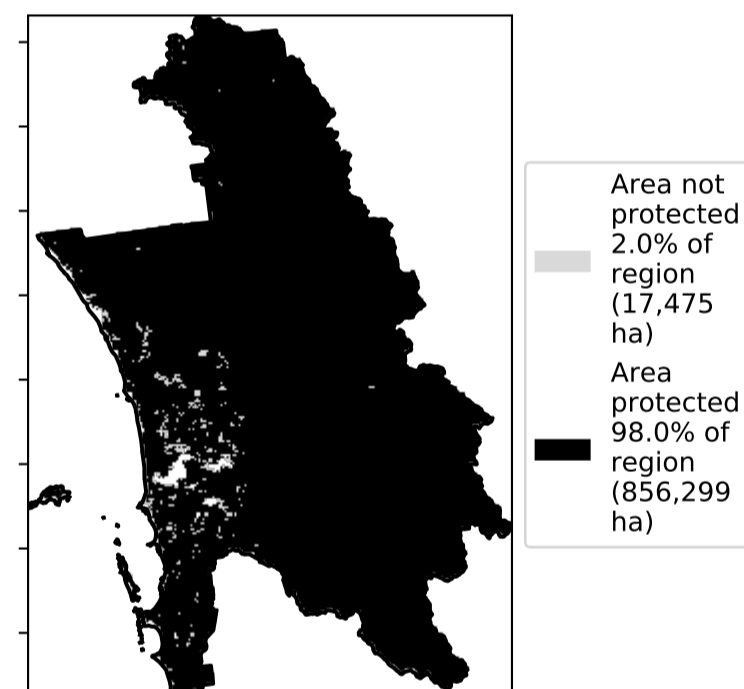 Area not
protected
2.0% of
region
(17,475
ha)
Area
protected
98.0% of
region
(856,299
ha)